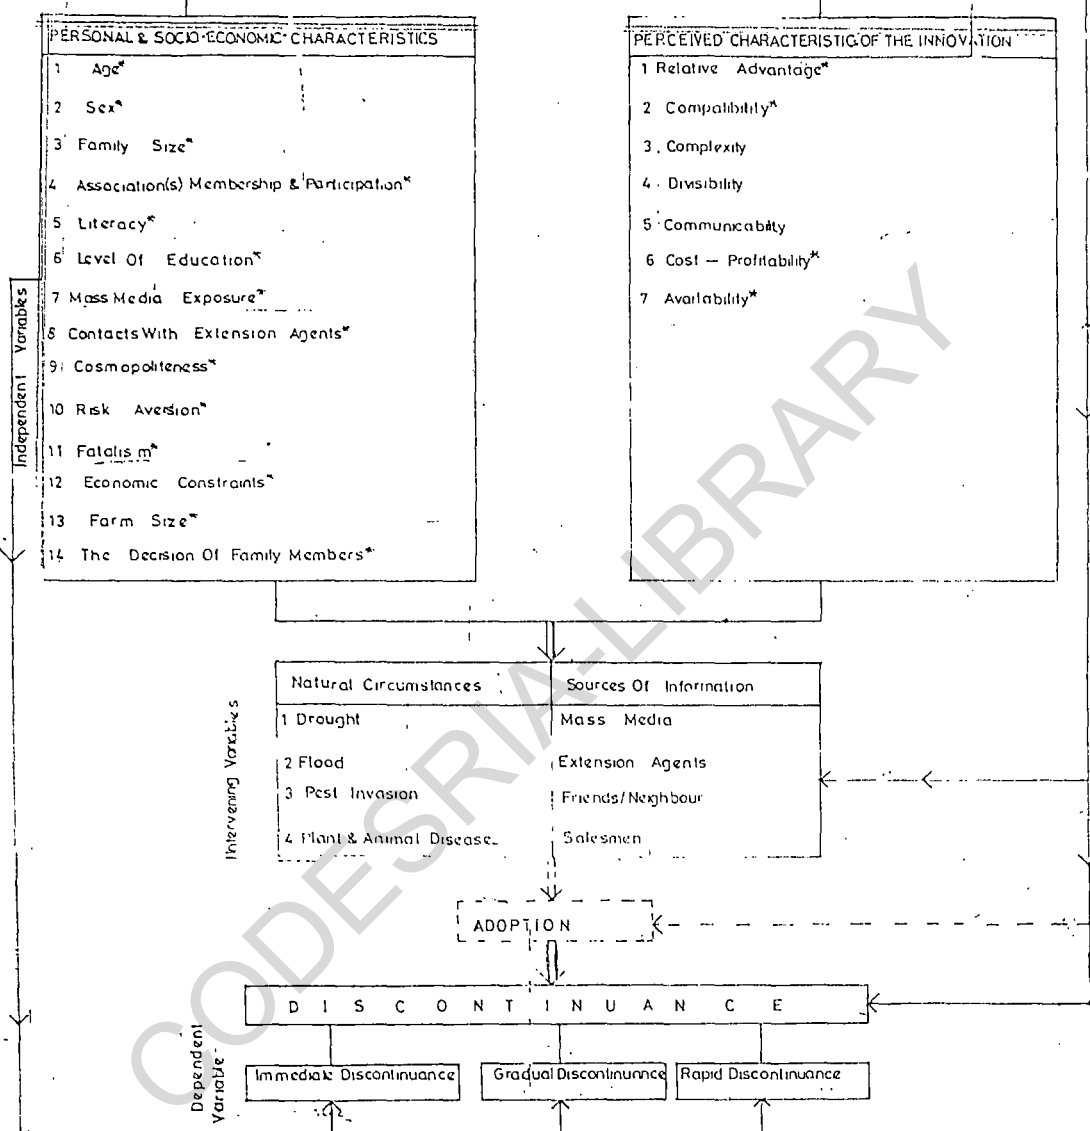 PERSONAL & SOCIO-ECONOMIC CHARACTERISTICS
1 Age*
2 Sex*
3 Family Size*
4 Association(s) Membership & Participation*
5 Literacy*
6 Level Of Education*
7 Mass Media Exposure*
8 Contacts With Extension Agents*
9 Cosmopoliteness*
10 Risk Aversion*
11 Fatalism*
12 Economic Constraints*
13 Farm Size*
14 The Decision Of Family Members*
Independent Variables
PERCEIVED CHARACTERISTIC OF THE INNOVATION
1 Relative Advantage*
2 Compatibility*
3. Complexity
4. Divisibility
5. Communicability
6 Cost — Profitability*
7 Availability*
Intervening Variables
Natural Circumstances
1 Drought
2 Flood
3 Pest Invasion
4 Plant & Animal Disease
Sources Of Information
Mass Media
Extension Agents
Friends/Neighbour
Salesmen
ADOPTION
DISCONTINUANCE
Dependent Variable
Immediate Discontinuance
Gradual Discontinunnce
Rapid Discontinuance
CODESRIA-LIBRARY